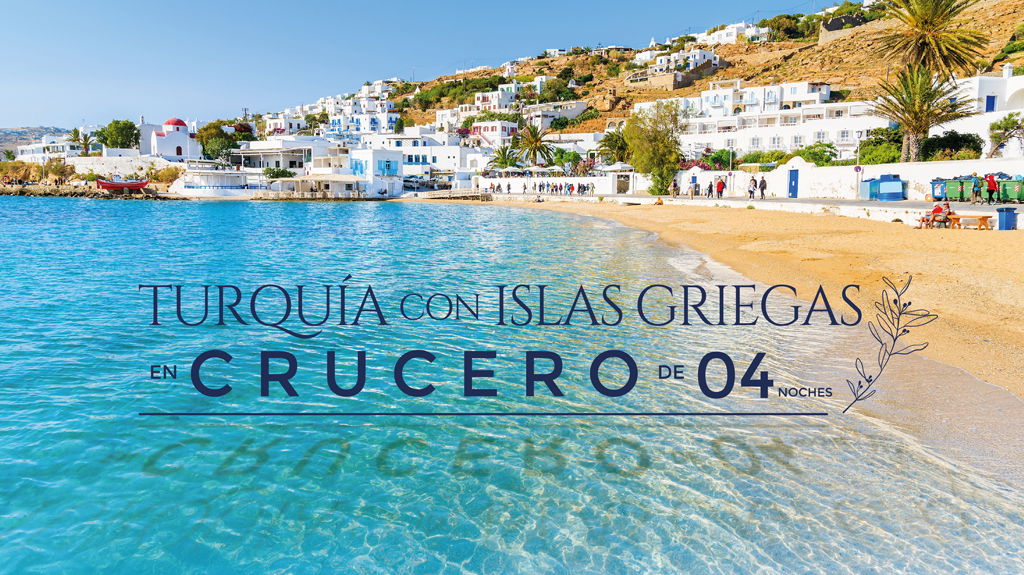 TURQUÍA CON ISLAS GRIEGAS
EN CRUCERO DE 04 NOCHES